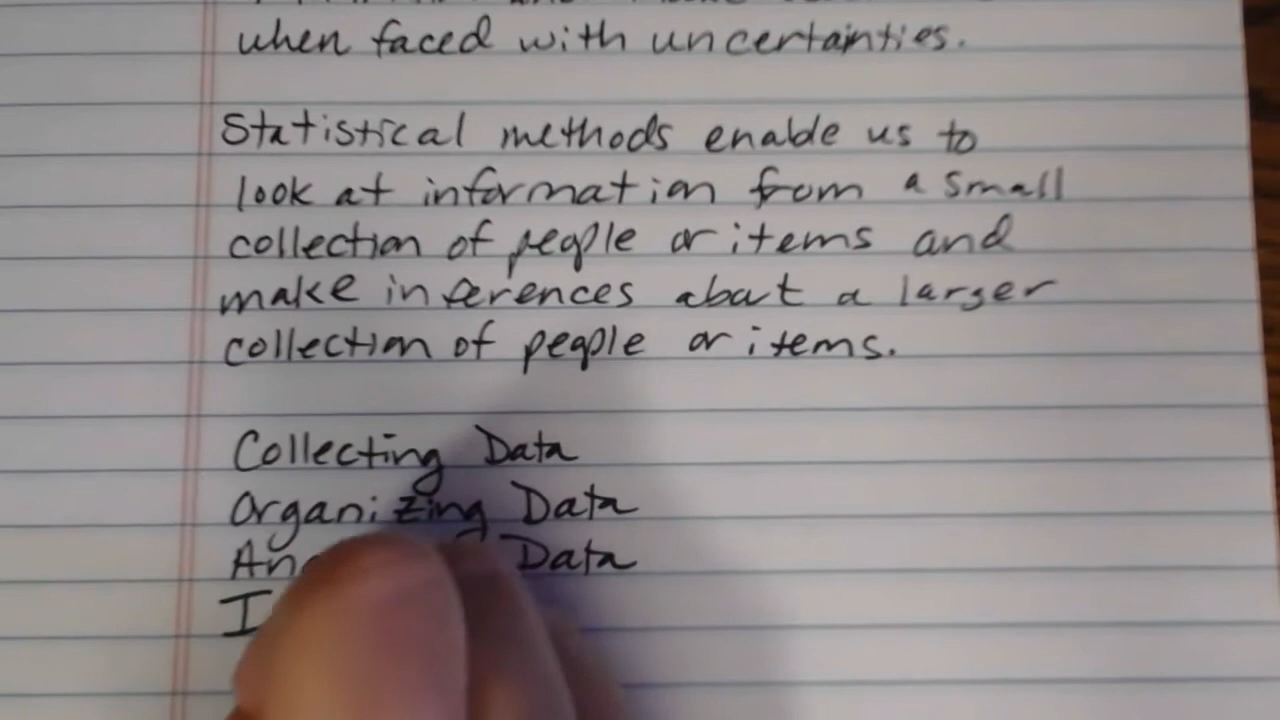 when faced with uncertainties.
Statistical methods enable us to
look at information from a small
collection of people or items and
make inferences about a larger
collection of people or items.
Collecting Data
Organizing Data
Data
I